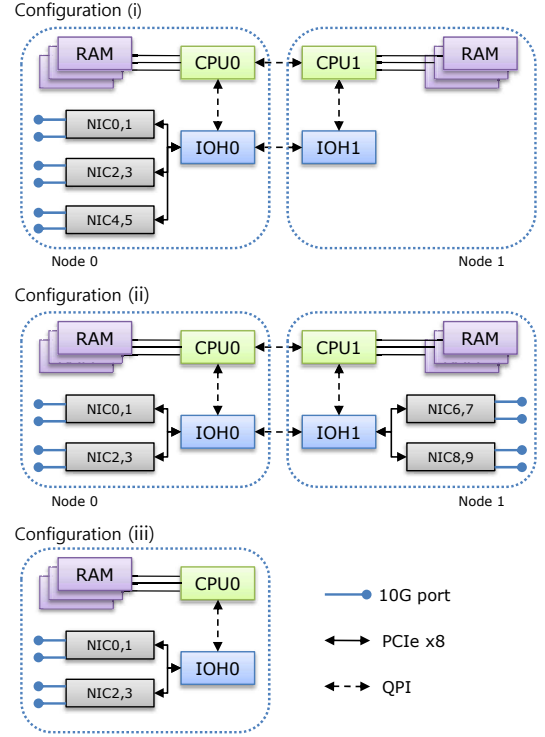 Configuration (i)
RAM CPU0 CPU1 RAM
NIC0,1
NIC2,3 IOH0 IOH1
NIC4,5
Node 0 Node 1
Configuration (ii)
RAM CPU0 CPU1 RAM
NIC0,1 NIC6,7
IOH0 IOH1
NIC2,3 NIC8,9
Node 0 Node 1
Configuration (iii)
RAM CPU0
10G port
NIC0,1 PCIe x8
IOH0
NIC2,3 QPI